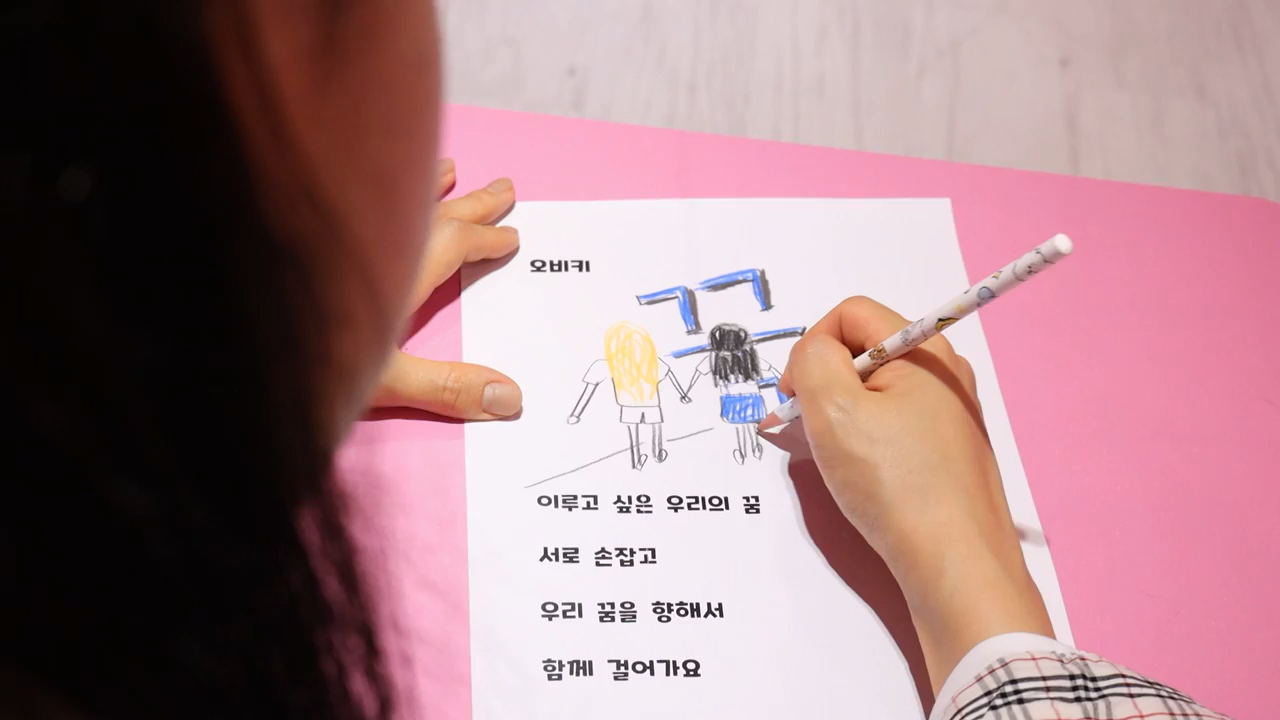 오비키
꿈
이루고 싶은 우리의 꿈
서로 손잡고
우리 꿈을 향해서
함께 걸어가요